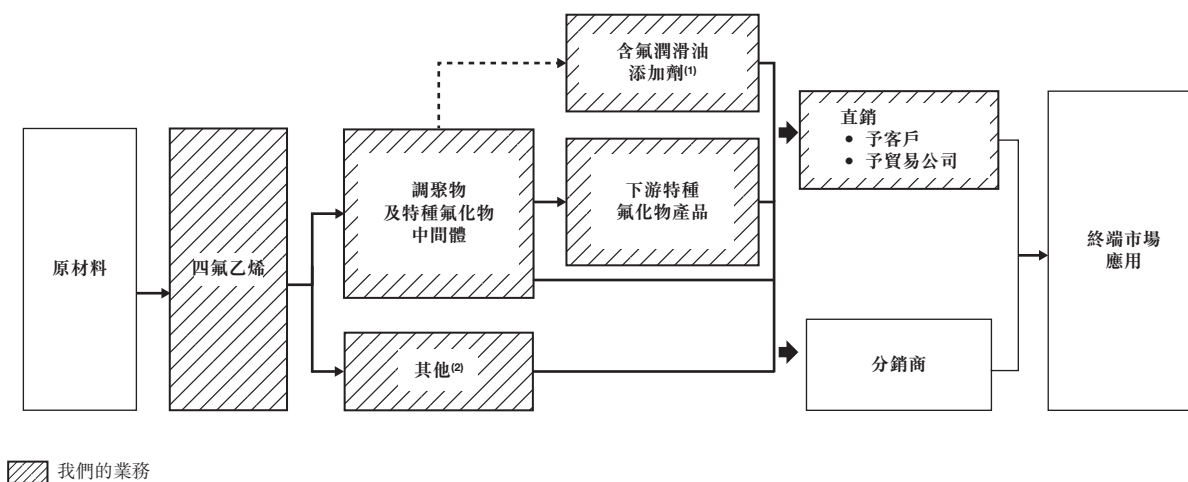 含氟潤滑油
添加劑(1)
直銷
• 予客戶
• 予貿易公司
調聚物
及特種氟化物
中間體
下游特種
氟化物產品
原材料
四氟乙烯
終端市場
應用
其他(2)
分銷商
我們的業務